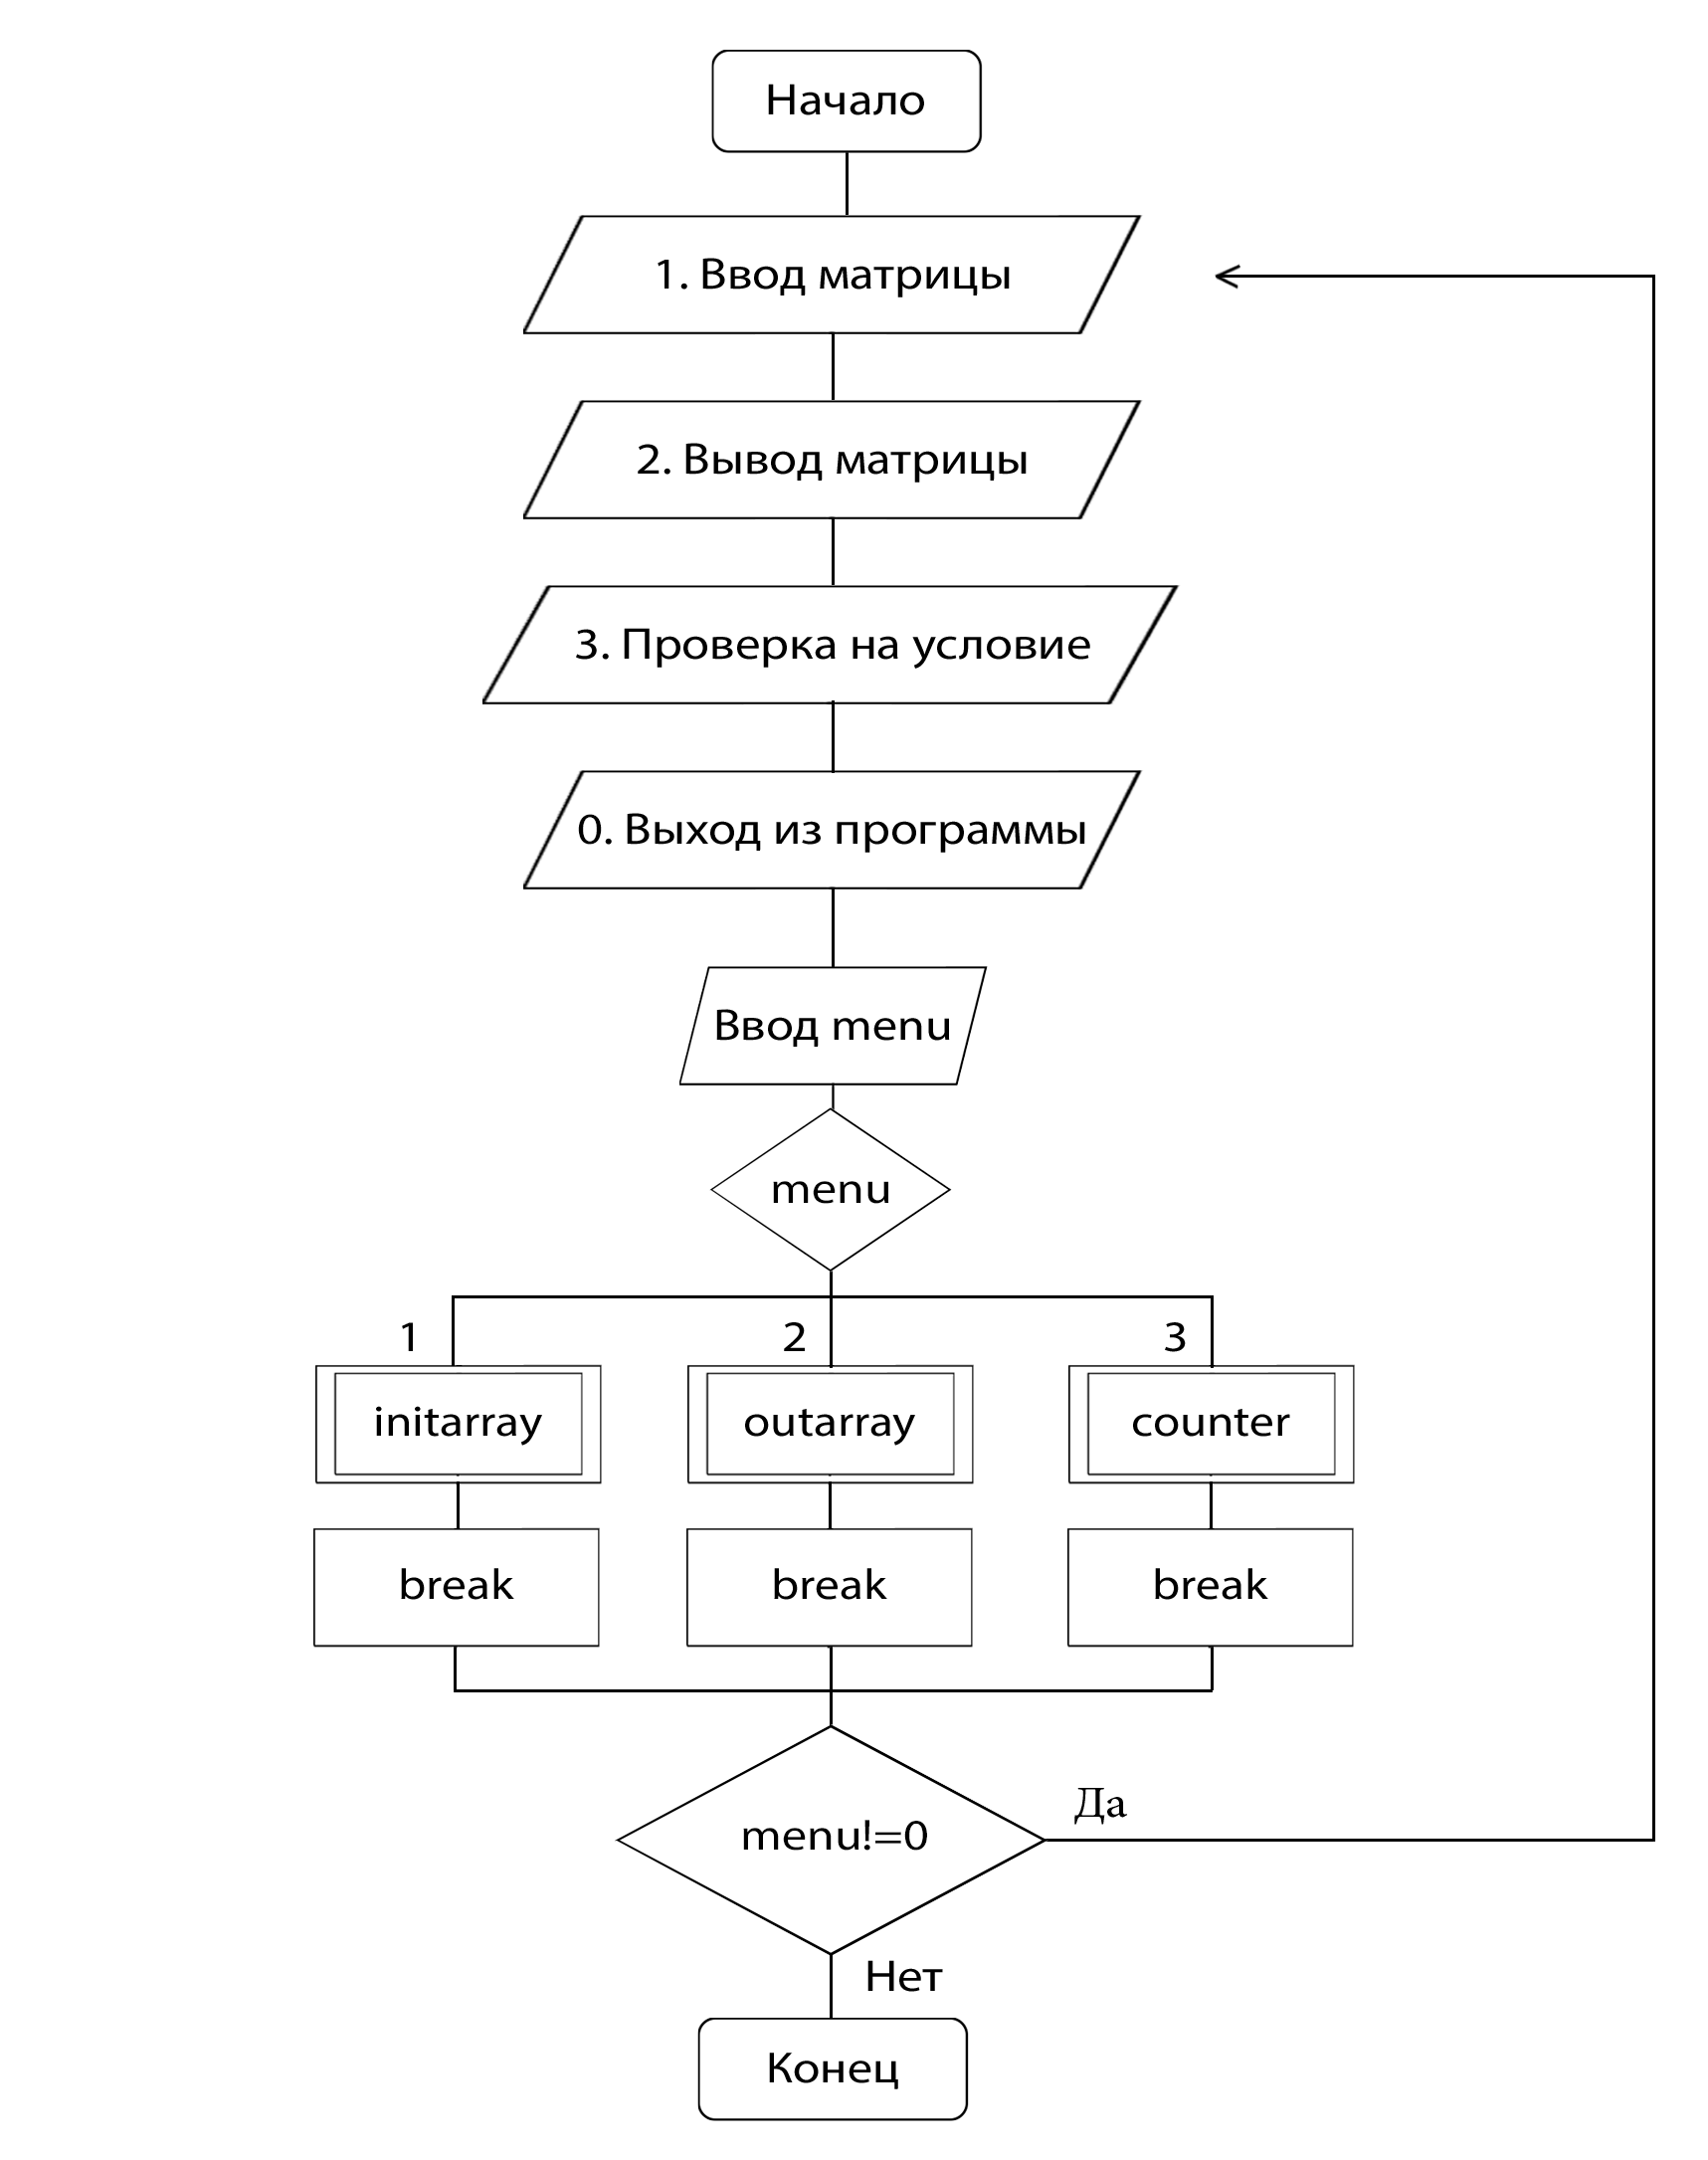 Начало
1. Ввод матрицы
2. Вывод матрицы
3. Проверка на условие
0. Выход из программы
Ввод menu
menu
1
2
3
initarray
outarray
counter
break
break
break
menu!=0
Да
Нет
Конец